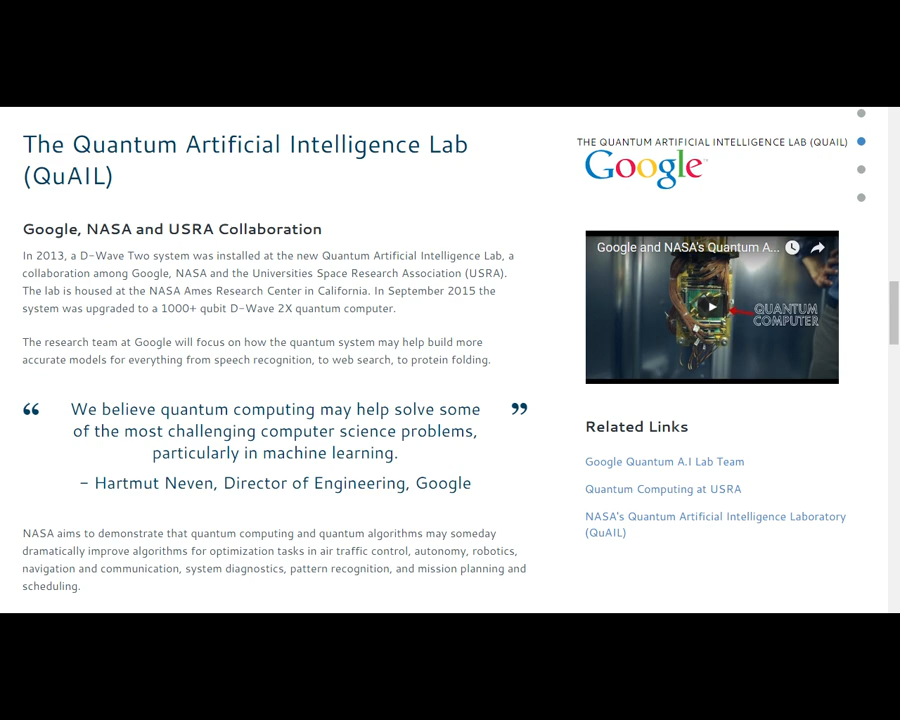 The Quantum Artificial Intelligence Lab
(QuAIL)
Google, NASA and USRA Collaboration
In 2013, a D-Wave Two system was installed at the new Quantum Artificial Intelligence Lab, a
collaboration among Google, NASA and the Universities Space Research Association (USRA).
The lab is housed at the NASA Ames Research Center in California. In September 2015 the
system was upgraded to a 1000+ qubit D-Wave 2X quantum computer.
The research team at Google will focus on how the quantum system may help build more
accurate models for everything from speech recognition, to web search, to protein folding.
“ We believe quantum computing may help solve some ”
of the most challenging computer science problems,
particularly in machine learning.
– Hartmut Neven, Director of Engineering, Google
NASA aims to demonstrate that quantum computing and quantum algorithms may someday
dramatically improve algorithms for optimization tasks in air traffic control, autonomy, robotics,
navigation and communication, system diagnostics, pattern recognition, and mission planning and
scheduling.
THE QUANTUM ARTIFICIAL INTELLIGENCE LAB (QUAIL)
Google™
Google and NASA's Quantum A...
QUANTUM
COMPUTER
Related Links
Google Quantum A.I Lab Team
Quantum Computing at USRA
NASA's Quantum Artificial Intelligence Laboratory
(QuAIL)